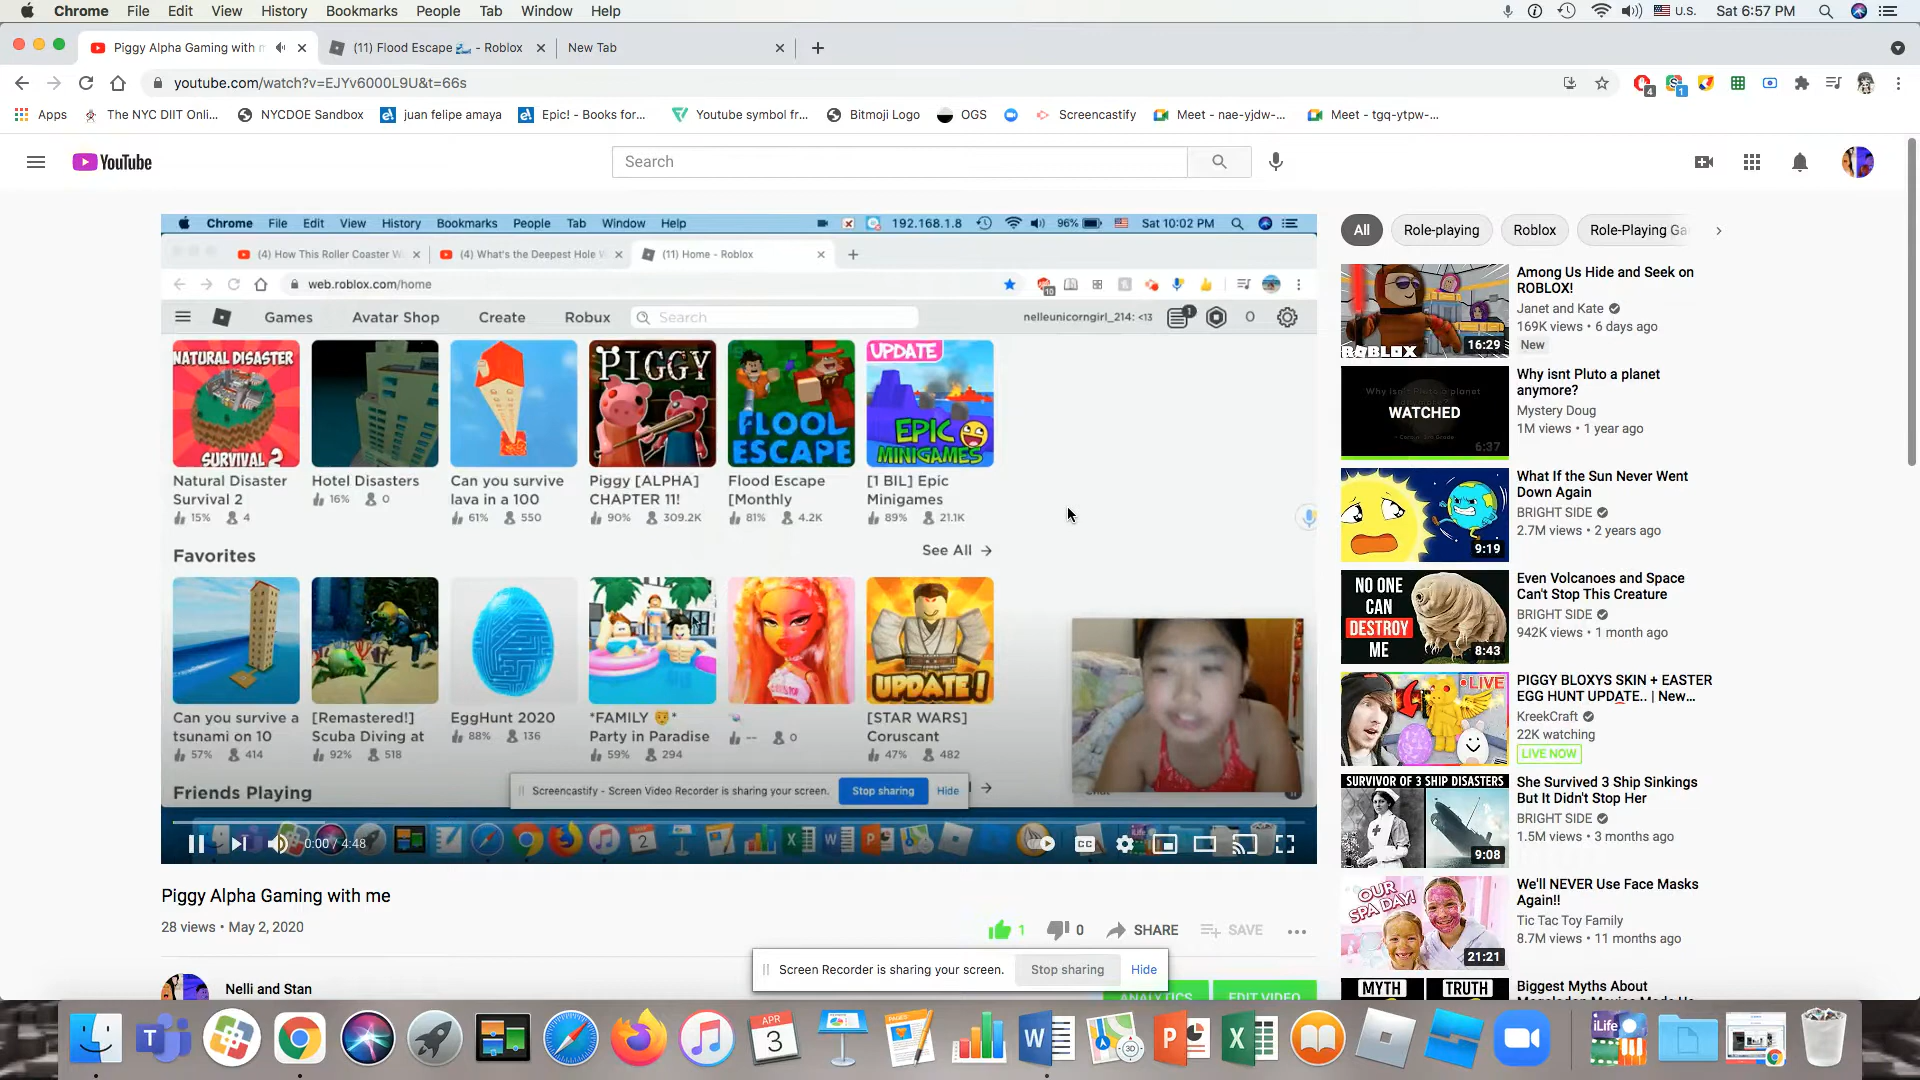 Chrome File Edit View History Bookmarks People Tab Window Help U.S. Sat 6:57 PM
Piggy Alpha Gaming with m (11) Flood Escape - Roblox New Tab
youtube.com/watch?v=EJYv6000L9U&t=66s 4 1
Apps The NYC DIIT Onli... NYCDOE Sandbox juan felipe amaya Epic! - Books for... Youtube symbol fr... Bitmoji Logo OGS Screencastify Meet - nae-yjdw-... Meet - tgq-ytpw-...
YouTube Search
Chrome File Edit View History Bookmarks People Tab Window Help 192.168.1.8 96% Sat 10:02 PM
(4) How This Roller Coaster W (4) What's the Deepest Hole W (11) Home - Roblox
web.roblox.com/home 10
Games Avatar Shop Create Robux Search nelleunicorngirl_214: <13 1 0
NATURAL DISASTER
SURVIVAL 2
PIGGY
FLOOD
ESCAPE
UPDATE
EPIC
MINIGAMES
Natural Disaster Hotel Disasters Can you survive Piggy [ALPHA] Flood Escape [1 BIL] Epic
Survival 2 16% 0 lava in a 100 CHAPTER 11! [Monthly Minigames
15% 4 61% 550 90% 309.2K 81% 4.2K 89% 21.1K
Favorites See All
UPDATE!
Can you survive a [Remastered!] EggHunt 2020 *FAMILY * [STAR WARS]
tsunami on 10 Scuba Diving at 88% 136 Party in Paradise -- 0 Coruscant
57% 414 92% 518 59% 294 47% 482
Friends Playing
Screencastify - Screen Video Recorder is sharing your screen. Stop sharing Hide
0:00 / 4:48 CC
Piggy Alpha Gaming with me
28 views • May 2, 2020
1 0 SHARE SAVE
Nelli and Stan
ANALYTICS EDIT VIDEO
Screen Recorder is sharing your screen. Stop sharing Hide
All Role-playing Roblox Role-Playing Ga
ROBLOX 16:29
Among Us Hide and Seek on
ROBLOX!
Janet and Kate
169K views • 6 days ago
New
WATCHED
6:37
Why isnt Pluto a planet
anymore?
Mystery Doug
1M views • 1 year ago
9:19
What If the Sun Never Went
Down Again
BRIGHT SIDE
2.7M views • 2 years ago
NO ONE
CAN
DESTROY
ME
8:43
Even Volcanoes and Space
Can't Stop This Creature
BRIGHT SIDE
942K views • 1 month ago
LIVE
PIGGY BLOXYS SKIN + EASTER
EGG HUNT UPDATE.. | New...
KreekCraft
22K watching
LIVE NOW
SURVIVOR OF 3 SHIP DISASTERS
9:08
She Survived 3 Ship Sinkings
But It Didn't Stop Her
BRIGHT SIDE
1.5M views • 3 months ago
OUR
SPA DAY!
21:21
We'll NEVER Use Face Masks
Again!!
Tic Tac Toy Family
8.7M views • 11 months ago
MYTH TRUTH
Biggest Myths About
APR
3
iLife